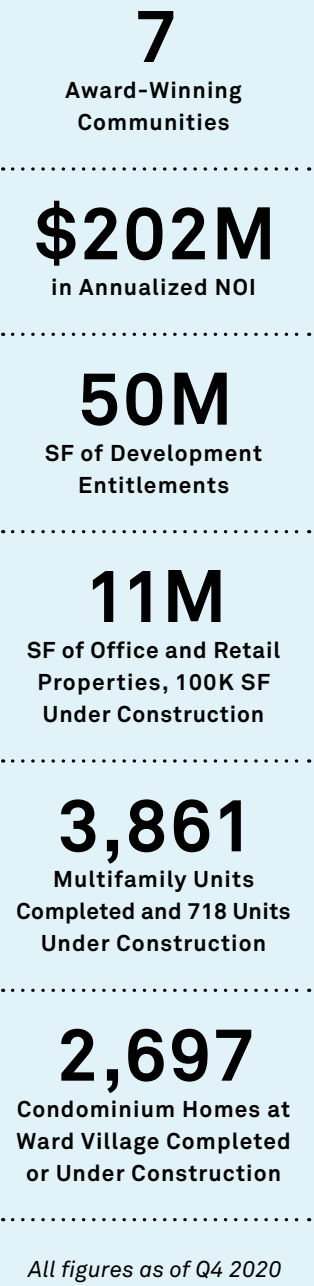 7
Award-Winning
Communities
$202M
in Annualized NOI
50M
SF of Development
Entitlements
11M
SF of Office and Retail
Properties, 100K SF
Under Construction
3,861
Multifamily Units
Completed and 718 Units
Under Construction
2,697
Condominium Homes at
Ward Village Completed
or Under Construction
All figures as of Q4 2020